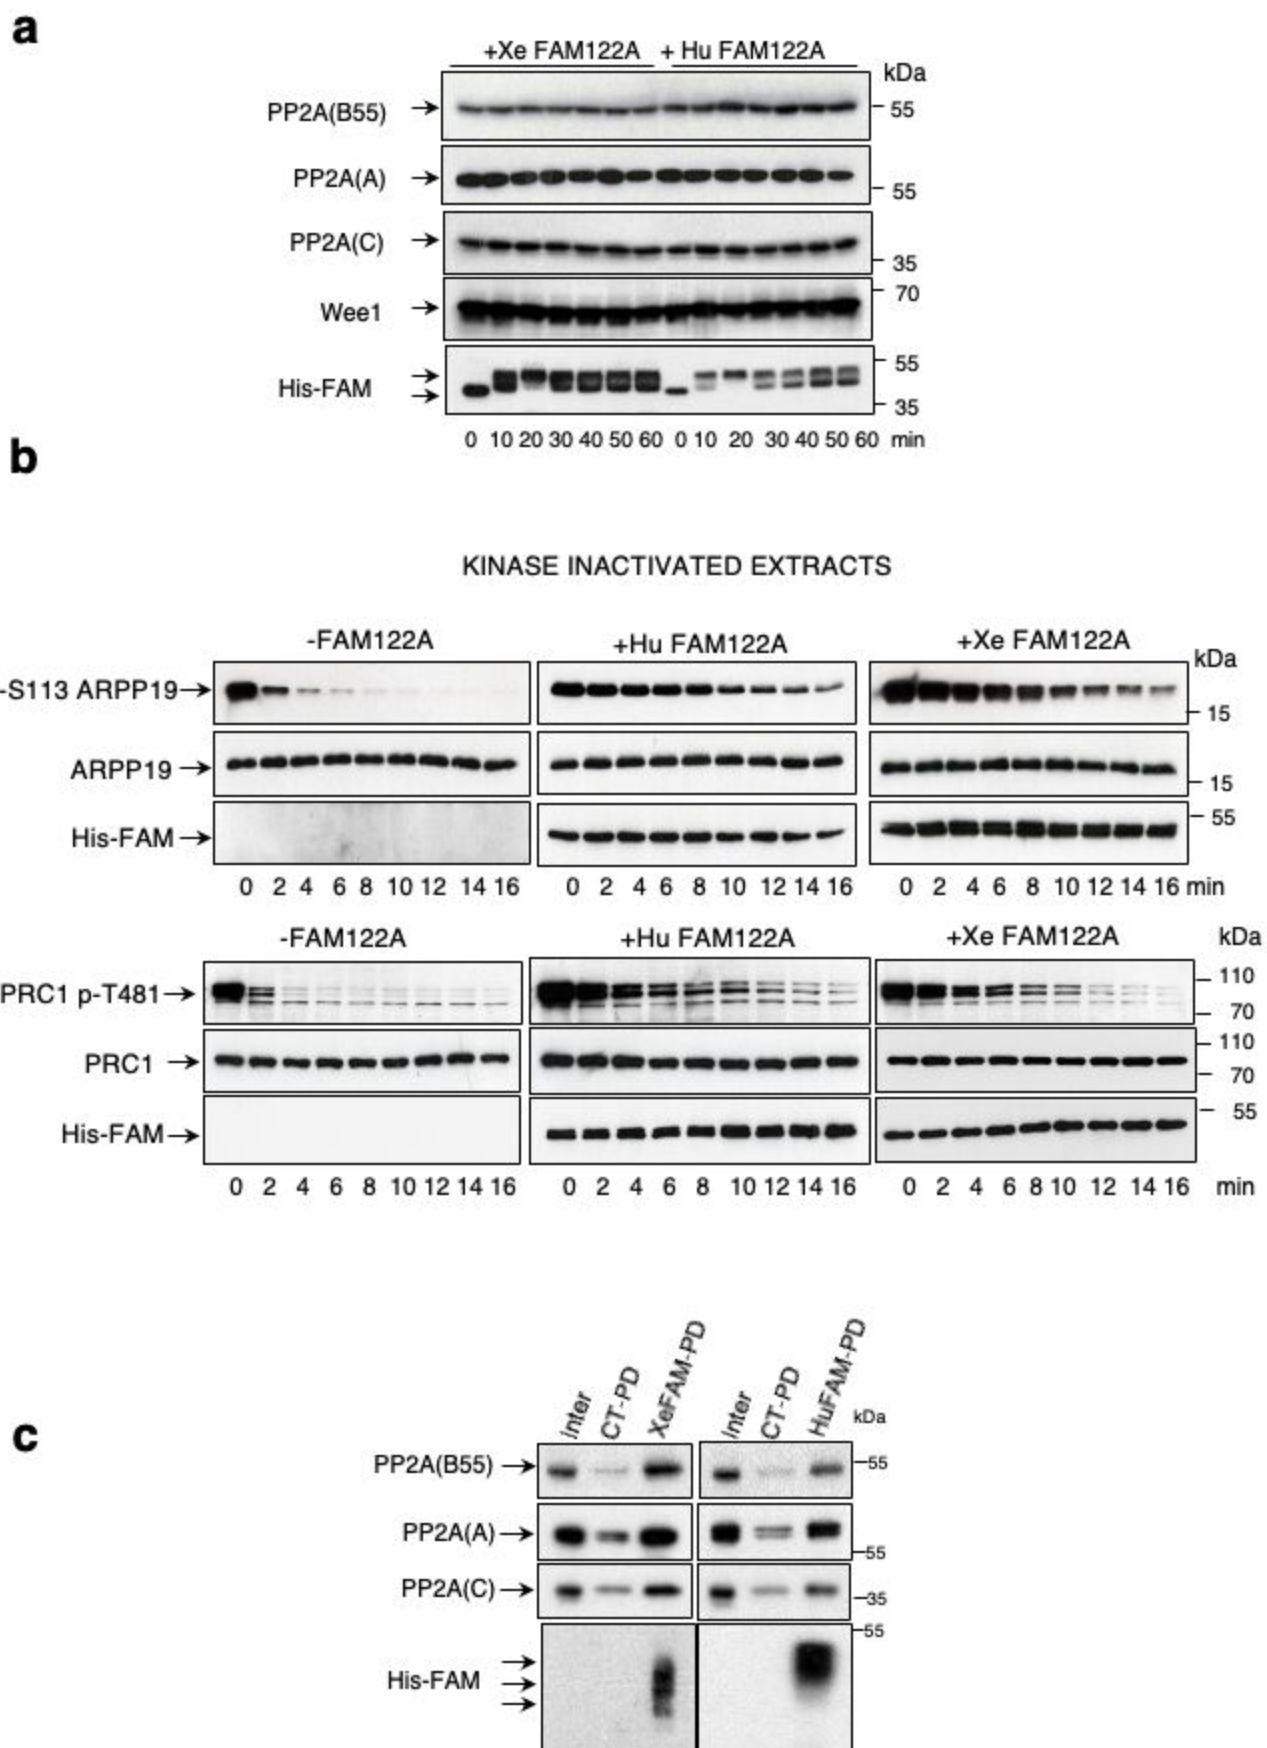 a
+Xe FAM122A + Hu FAM122A
kDa
PP2A(B55) 55
PP2A(A) 55
PP2A(C) 35
Wee1 70
His-FAM 55
35
0 10 20 30 40 50 60 0 10 20 30 40 50 60 min
b
KINASE INACTIVATED EXTRACTS
-FAM122A +Hu FAM122A +Xe FAM122A
kDa
-S113 ARPP19 15
ARPP19 15
His-FAM 55
0 2 4 6 8 10 12 14 16 0 2 4 6 8 10 12 14 16 0 2 4 6 8 10 12 14 16 min
-FAM122A +Hu FAM122A +Xe FAM122A kDa
PRC1 p-T481 110
70
PRC1 110
70
His-FAM 55
0 2 4 6 8 10 12 14 16 0 2 4 6 8 10 12 14 16 0 2 4 6 8 10 12 14 16 min
c
Inter CT-PD XeFAM-PD Inter CT-PD HuFAM-PD
kDa
PP2A(B55) 55
PP2A(A) 55
PP2A(C) 35
55
His-FAM